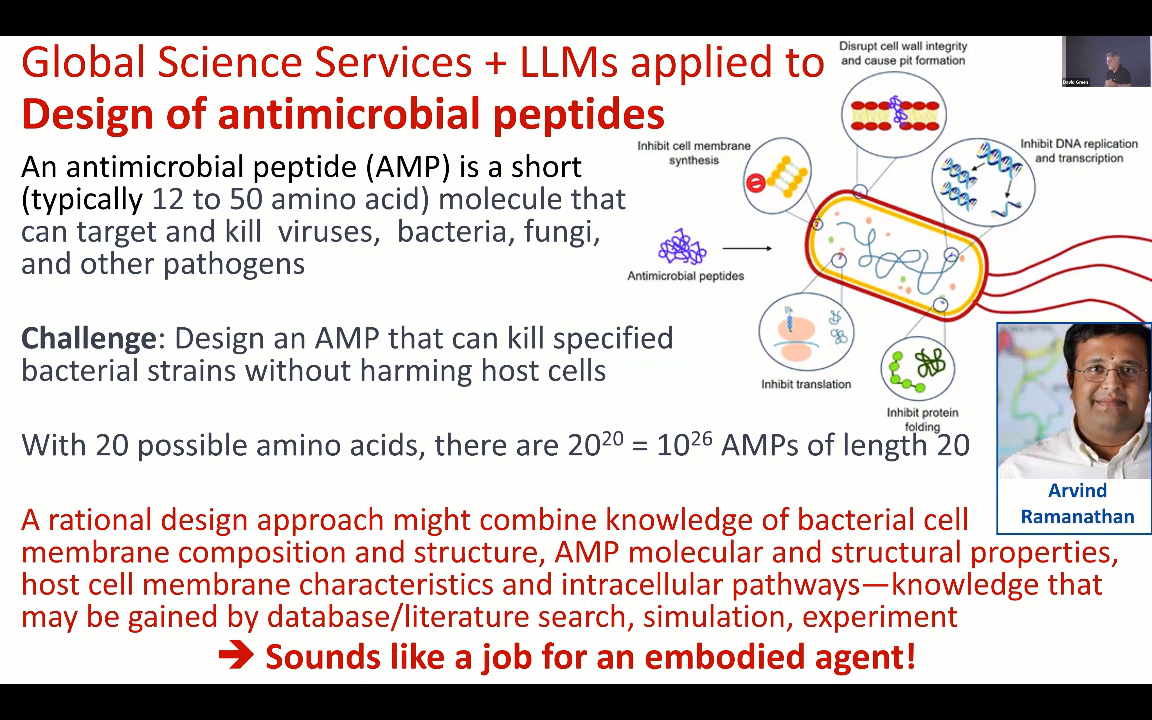 Global Science Services + LLMs applied to
Design of antimicrobial peptides
An antimicrobial peptide (AMP) is a short
(typically 12 to 50 amino acid) molecule that
can target and kill viruses, bacteria, fungi,
and other pathogens
Challenge: Design an AMP that can kill specified
bacterial strains without harming host cells
With 20 possible amino acids, there are 20²⁰ = 10²⁶ AMPs of length 20
A rational design approach might combine knowledge of bacterial cell
membrane composition and structure, AMP molecular and structural properties,
host cell membrane characteristics and intracellular pathways—knowledge that
may be gained by database/literature search, simulation, experiment
➔ Sounds like a job for an embodied agent!
Disrupt cell wall integrity
and cause pit formation
Inhibit cell membrane
synthesis
Inhibit DNA replication
and transcription
Antimicrobial peptides
Inhibit translation
Inhibit protein
folding
Arvind
Ramanathan
David Green